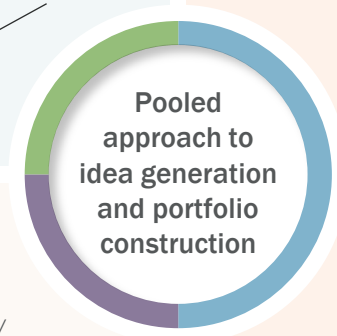 Pooled
approach to
idea generation
and portfolio
construction